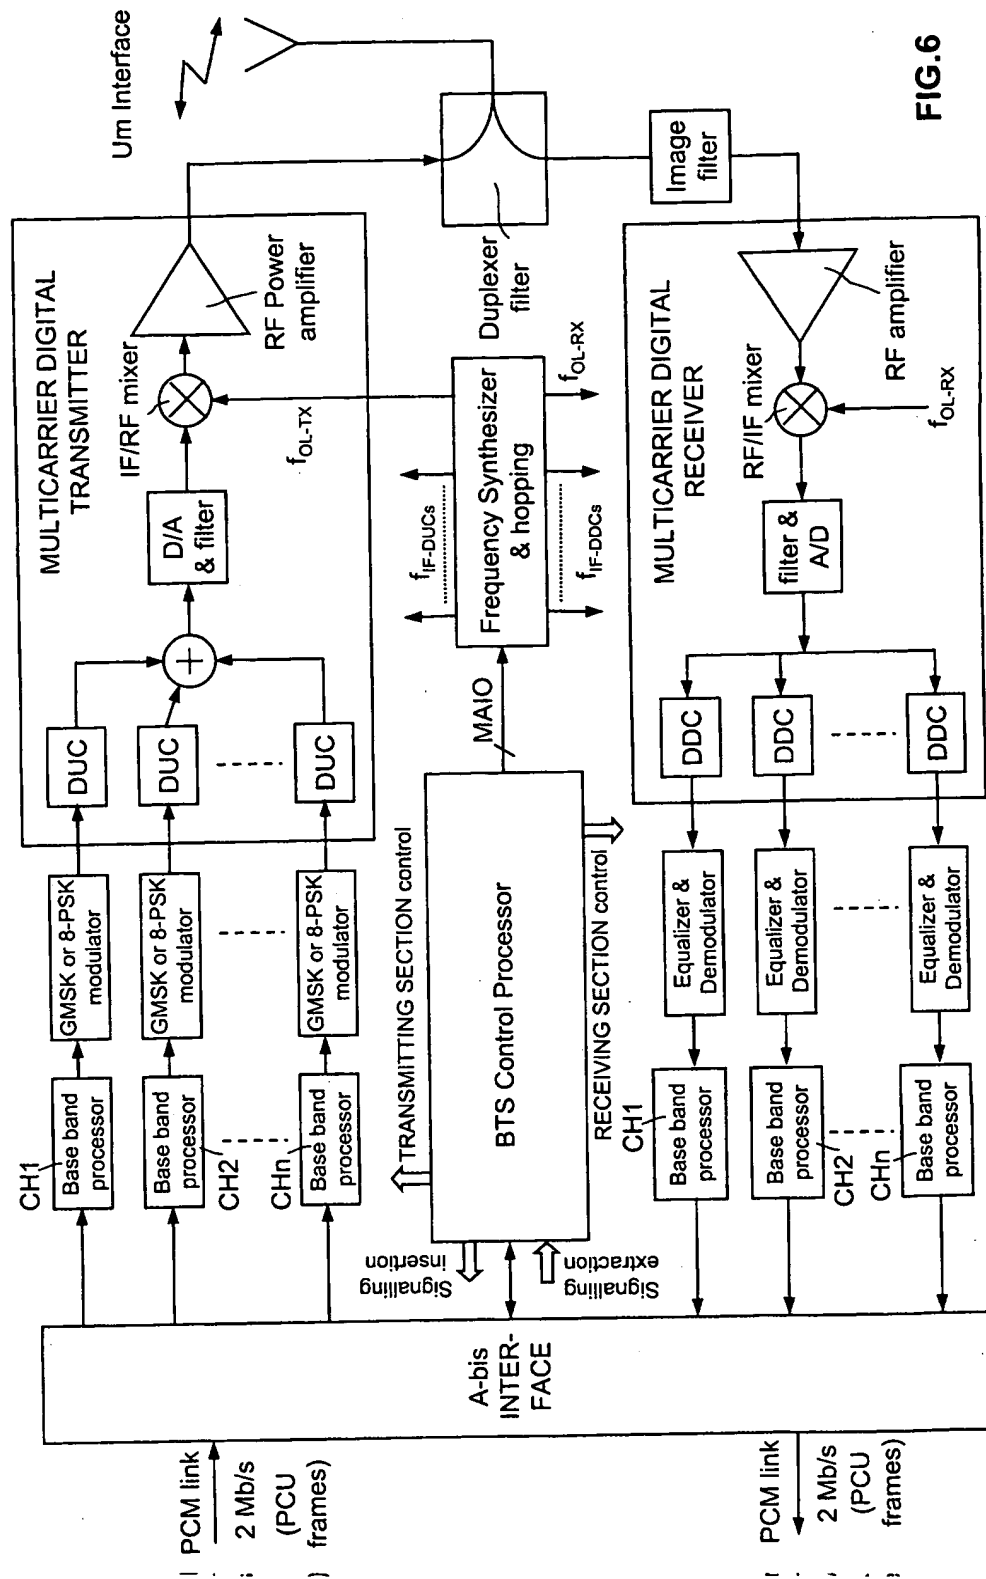 FIG.6
Um Interface
MULTICARRIER DIGITAL
TRANSMITTER
DUC
DUC
DUC
+
D/A
& filter
IF/RF mixer
RF Power
amplifier
f OL-TX
GMSK or 8-PSK
modulator
GMSK or 8-PSK
modulator
GMSK or 8-PSK
modulator
CH1
Base band
processor
Base band
processor
CH2
CHn
Base band
processor
PCM link
2 Mb/s
(PCU
frames)
A-bis
INTER-
FACE
Signalling
insertion
Signalling
extraction
TRANSMITTING SECTION control
BTS Control Processor
RECEIVING SECTION control
MAIO
f IF-DUCs
Frequency Synthesizer
& hopping
f IF-DDCs
f OL-RX
Duplexer
filter
Image
filter
MULTICARRIER DIGITAL
RECEIVER
RF amplifier
RF/IF mixer
f OL-RX
filter &
A/D
DDC
DDC
DDC
Equalizer &
Demodulator
Equalizer &
Demodulator
Equalizer &
Demodulator
CH1
Base band
processor
Base band
processor
CH2
CHn
Base band
processor
PCM link
2 Mb/s
(PCU
frames)